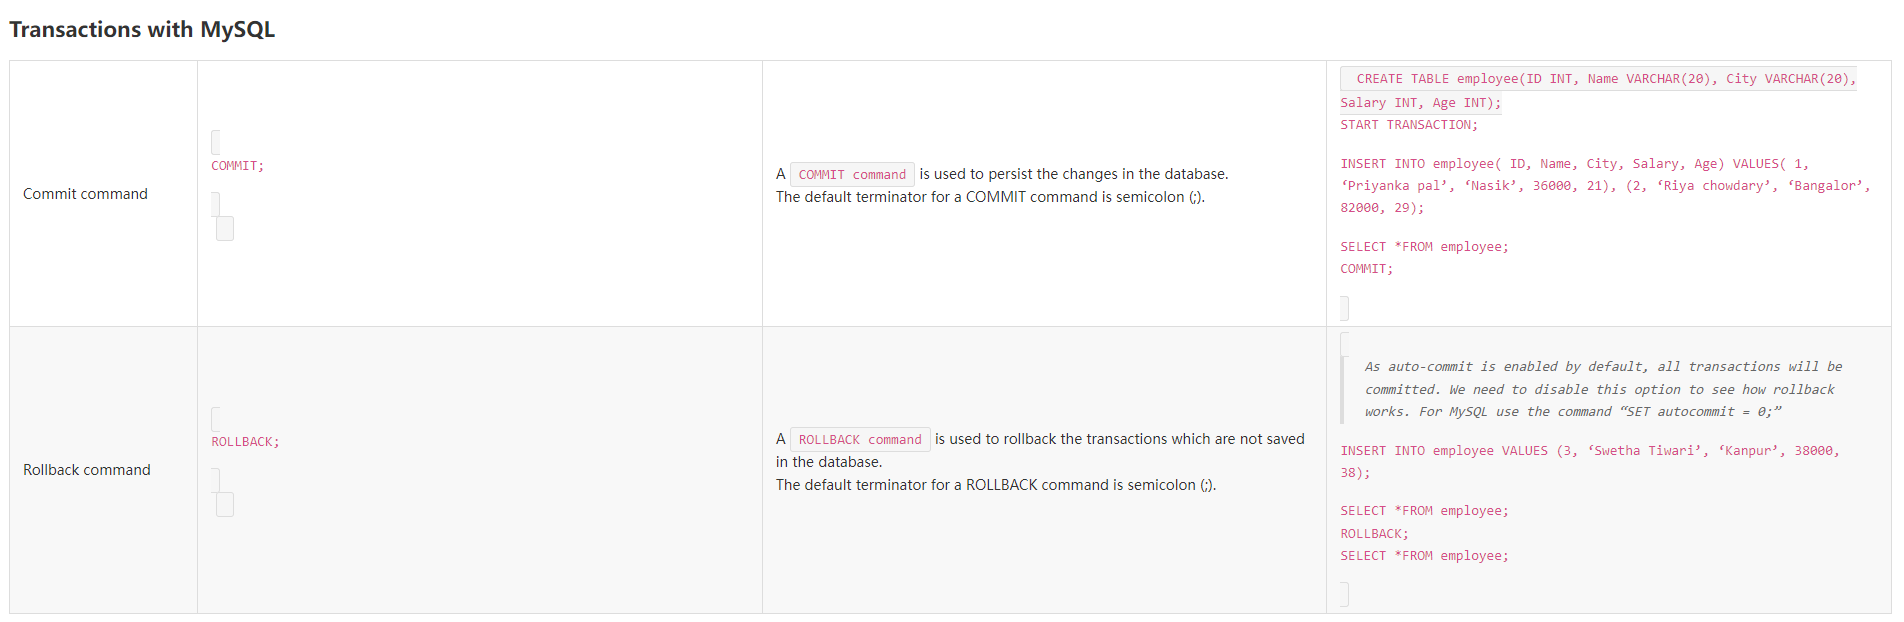 Transactions with MySQL
Commit command
COMMIT;
A COMMIT command is used to persist the changes in the database.
The default terminator for a COMMIT command is semicolon (;).
CREATE TABLE employee(ID INT, Name VARCHAR(20), City VARCHAR(20),
Salary INT, Age INT);
START TRANSACTION;
INSERT INTO employee( ID, Name, City, Salary, Age) VALUES( 1,
‘Priyanka pal’, ‘Nasik’, 36000, 21), (2, ‘Riya chowdary’, ‘Bangalor’,
82000, 29);
SELECT *FROM employee;
COMMIT;
Rollback command
ROLLBACK;
A ROLLBACK command is used to rollback the transactions which are not saved
in the database.
The default terminator for a ROLLBACK command is semicolon (;).
As auto-commit is enabled by default, all transactions will be
committed. We need to disable this option to see how rollback
works. For MySQL use the command “SET autocommit = 0;”
INSERT INTO employee VALUES (3, ‘Swetha Tiwari’, ‘Kanpur’, 38000,
38);
SELECT *FROM employee;
ROLLBACK;
SELECT *FROM employee;